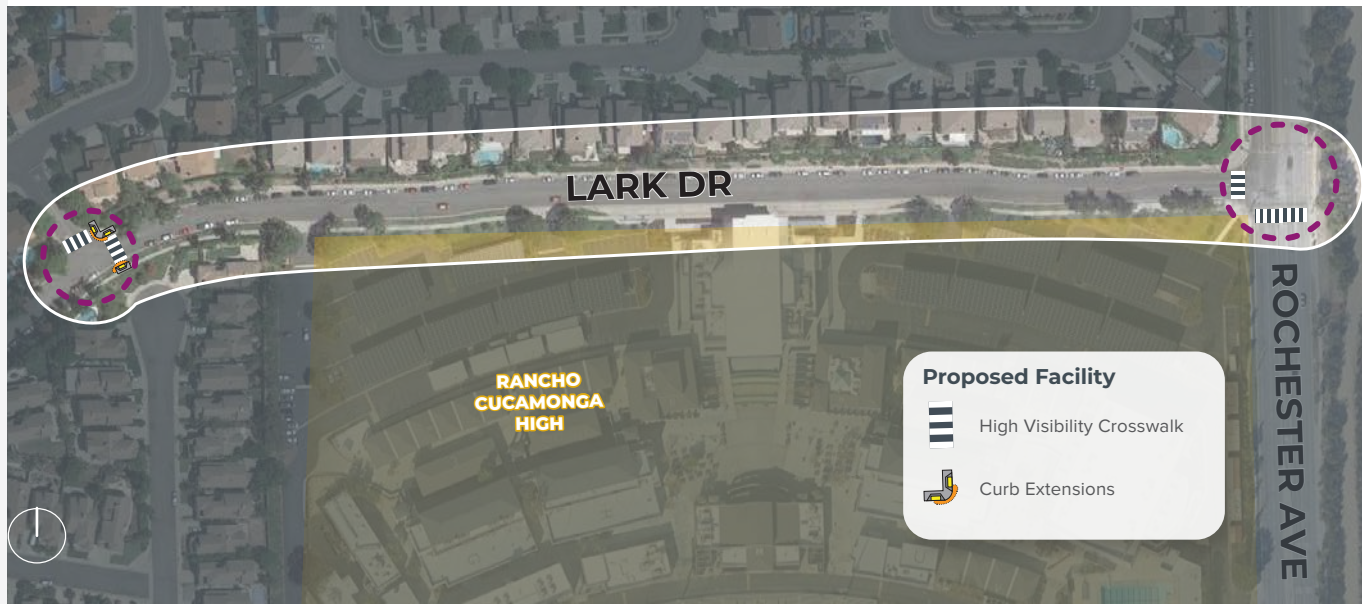 LARK DR
ROCHESTER AVE
RANCHO
CUCAMONGA
HIGH
Proposed Facility
High Visibility Crosswalk
Curb Extensions